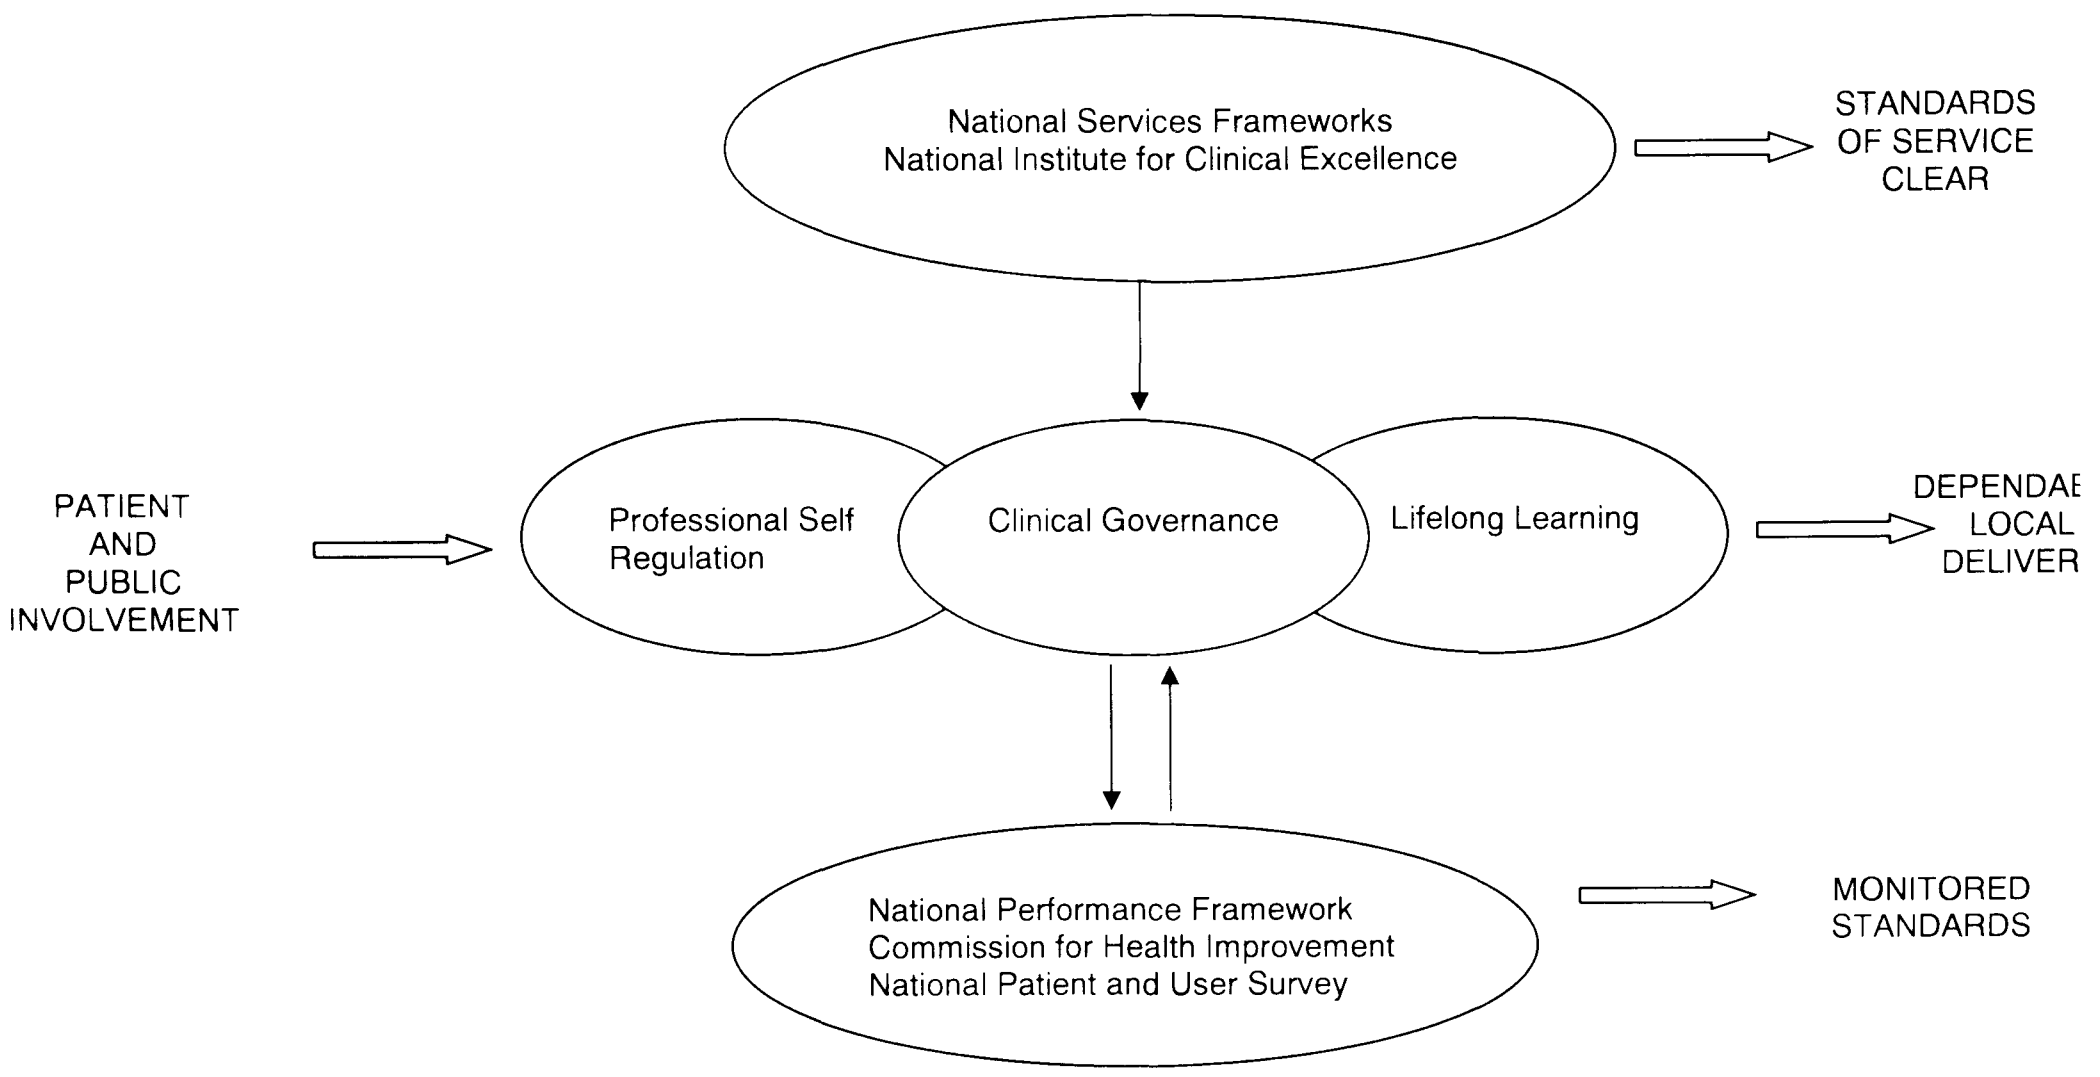 National Services Frameworks
National Institute for Clinical Excellence
STANDARDS
OF SERVICE
CLEAR
PATIENT
AND
PUBLIC
INVOLVEMENT
Professional Self
Regulation
Clinical Governance
Lifelong Learning
LOCAL
National Performance Framework
Commission for Health Improvement
National Patient and User Survey
MONITORED
STANDARDS